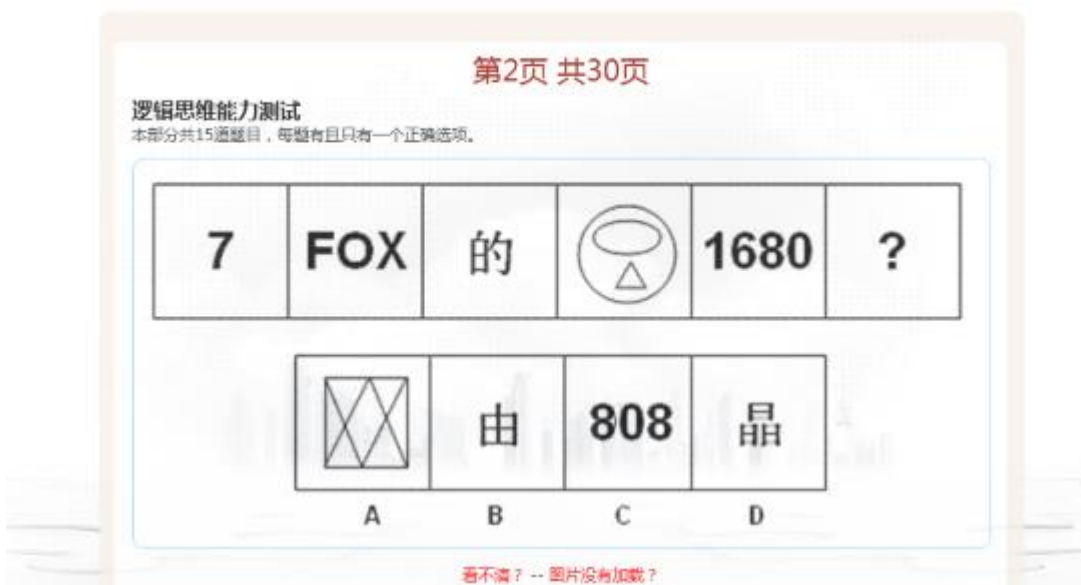 第2页 共30页
逻辑思维能力测试
本部分共15道题目，每题有且只有一个正确选项。
7 FOX 的 1680 ?
由 808 晶
A B C D
看不清？ -- 图片没有加载？